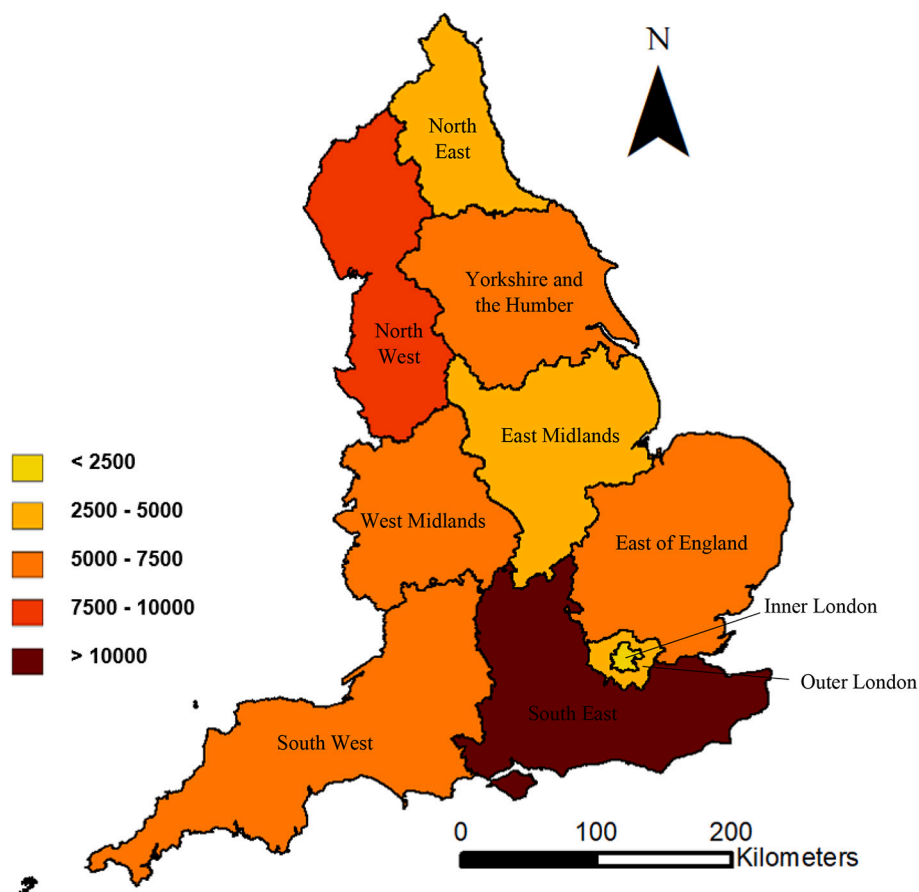 N
North
East
Yorkshire and
the Humber
North
West
East Midlands
< 2500
2500 - 5000
West Midlands
East of England
5000 - 7500
Inner London
7500 - 10000
> 10000
Outer London
South East
South West
0 100 200
Kilometers